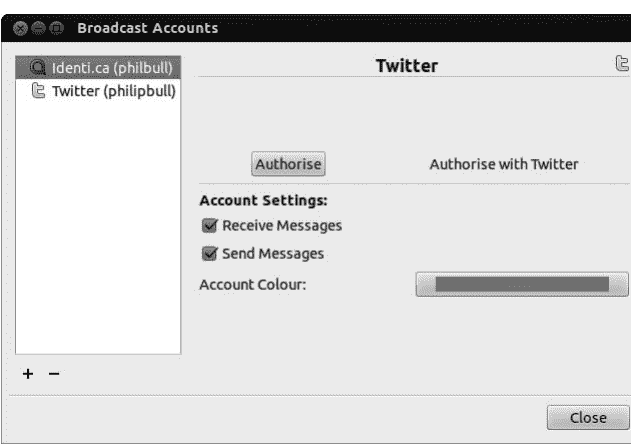 Broadcast Accounts
Identi.ca (philbull)
Twitter (philipbull)
Twitter
Authorise Authorise with Twitter
Account Settings:
Receive Messages
Send Messages
Account Colour:
+ −
Close